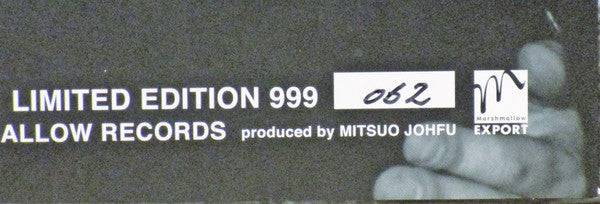 LIMITED EDITION 999 062
ALLOW RECORDS produced by MITSUO JOHFU
m
Marshmallow
EXPORT